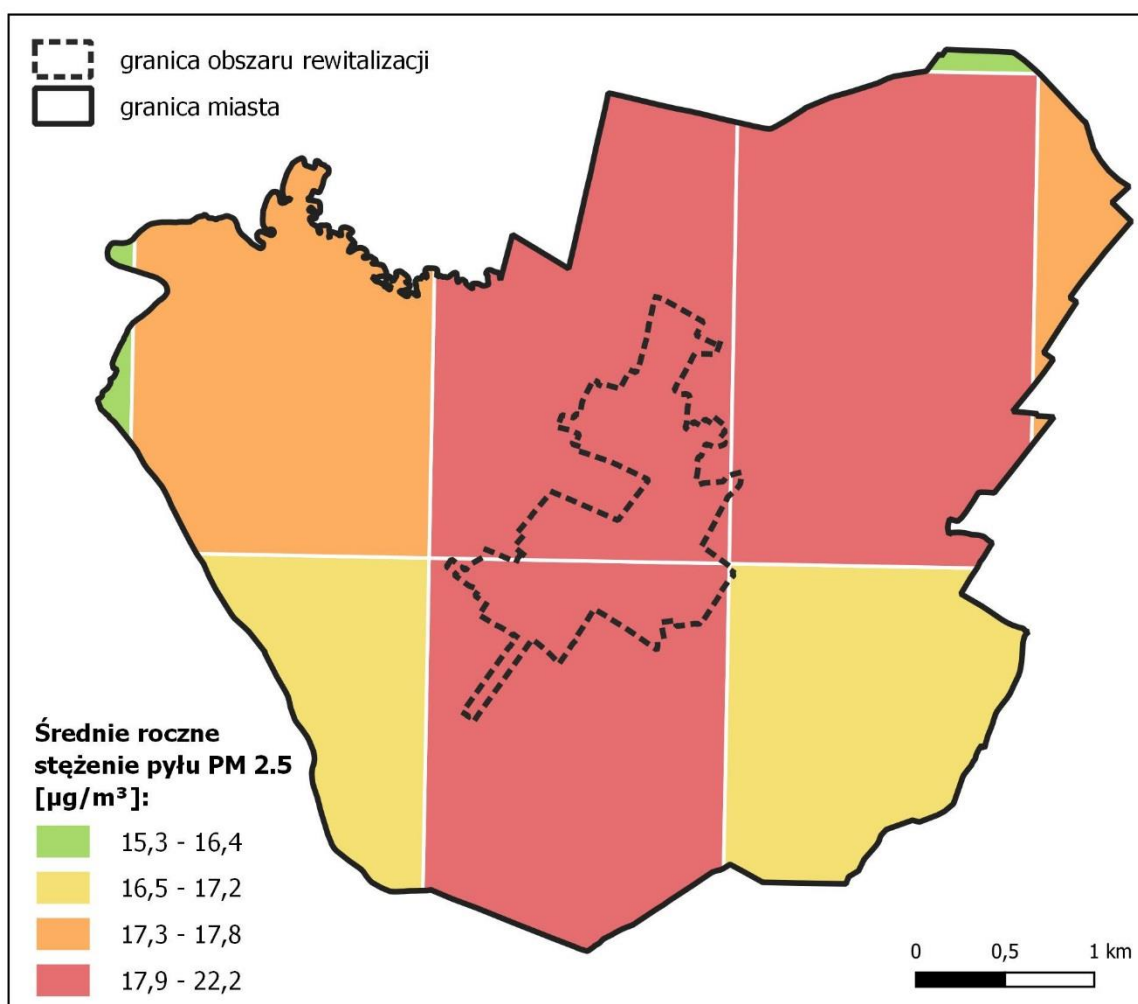 granica obszaru rewitalizacji
granica miasta
Średnie roczne
stężenie pyłu PM 2.5
[µg/m³]:
15,3 - 16,4
16,5 - 17,2
17,3 - 17,8
17,9 - 22,2
0 0,5 1 km